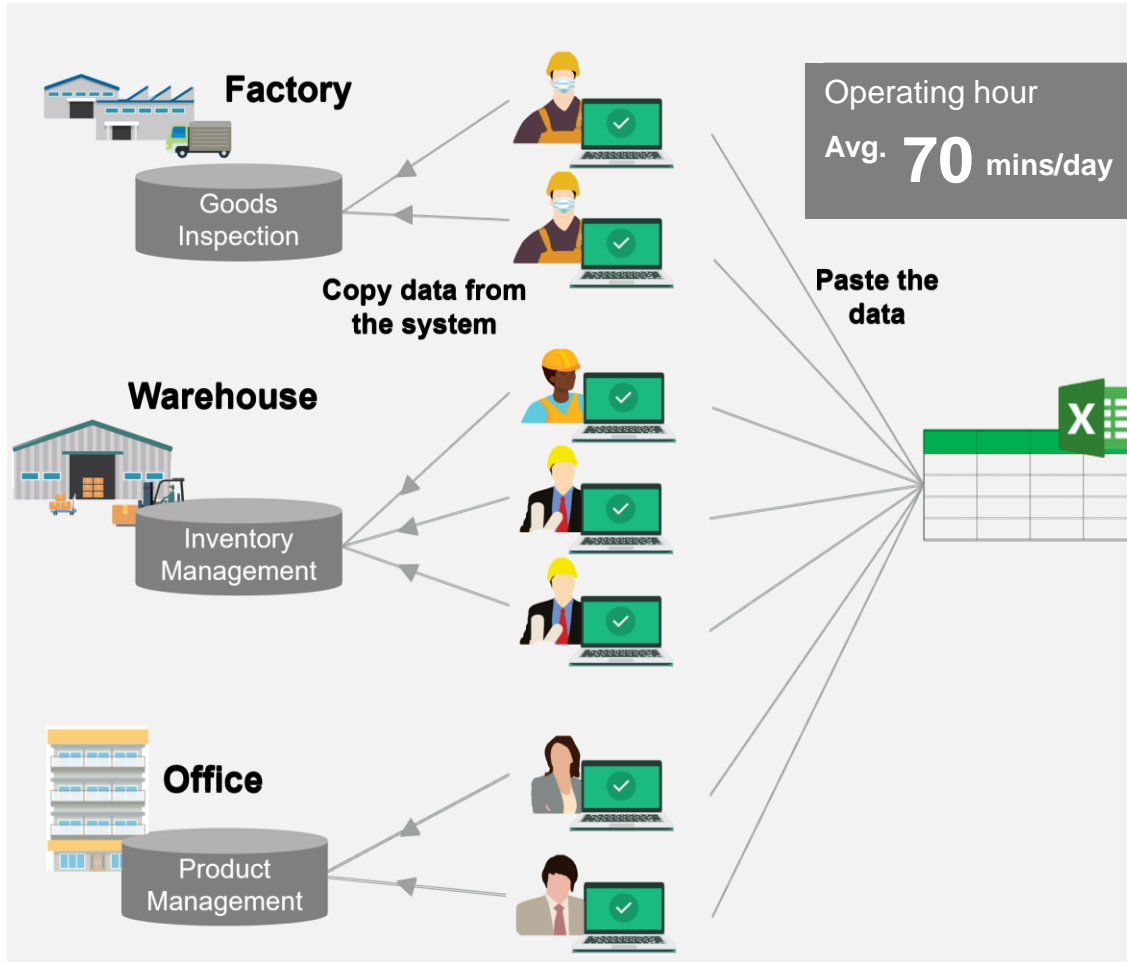 Factory
Operating hour
Avg. 70 mins/day
Goods
Inspection
Copy data from
the system
Paste the
data
Warehouse
X
Inventory
Management
Office
Product
Management